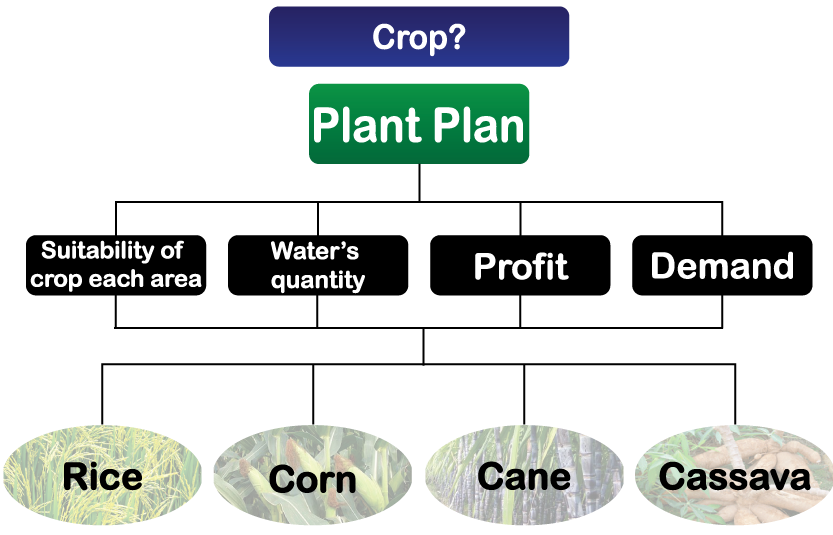 Crop?
Plant Plan
Suitability of
crop each area
Water's
quantity
Profit
Demand
Rice
Corn
Cane
Cassava